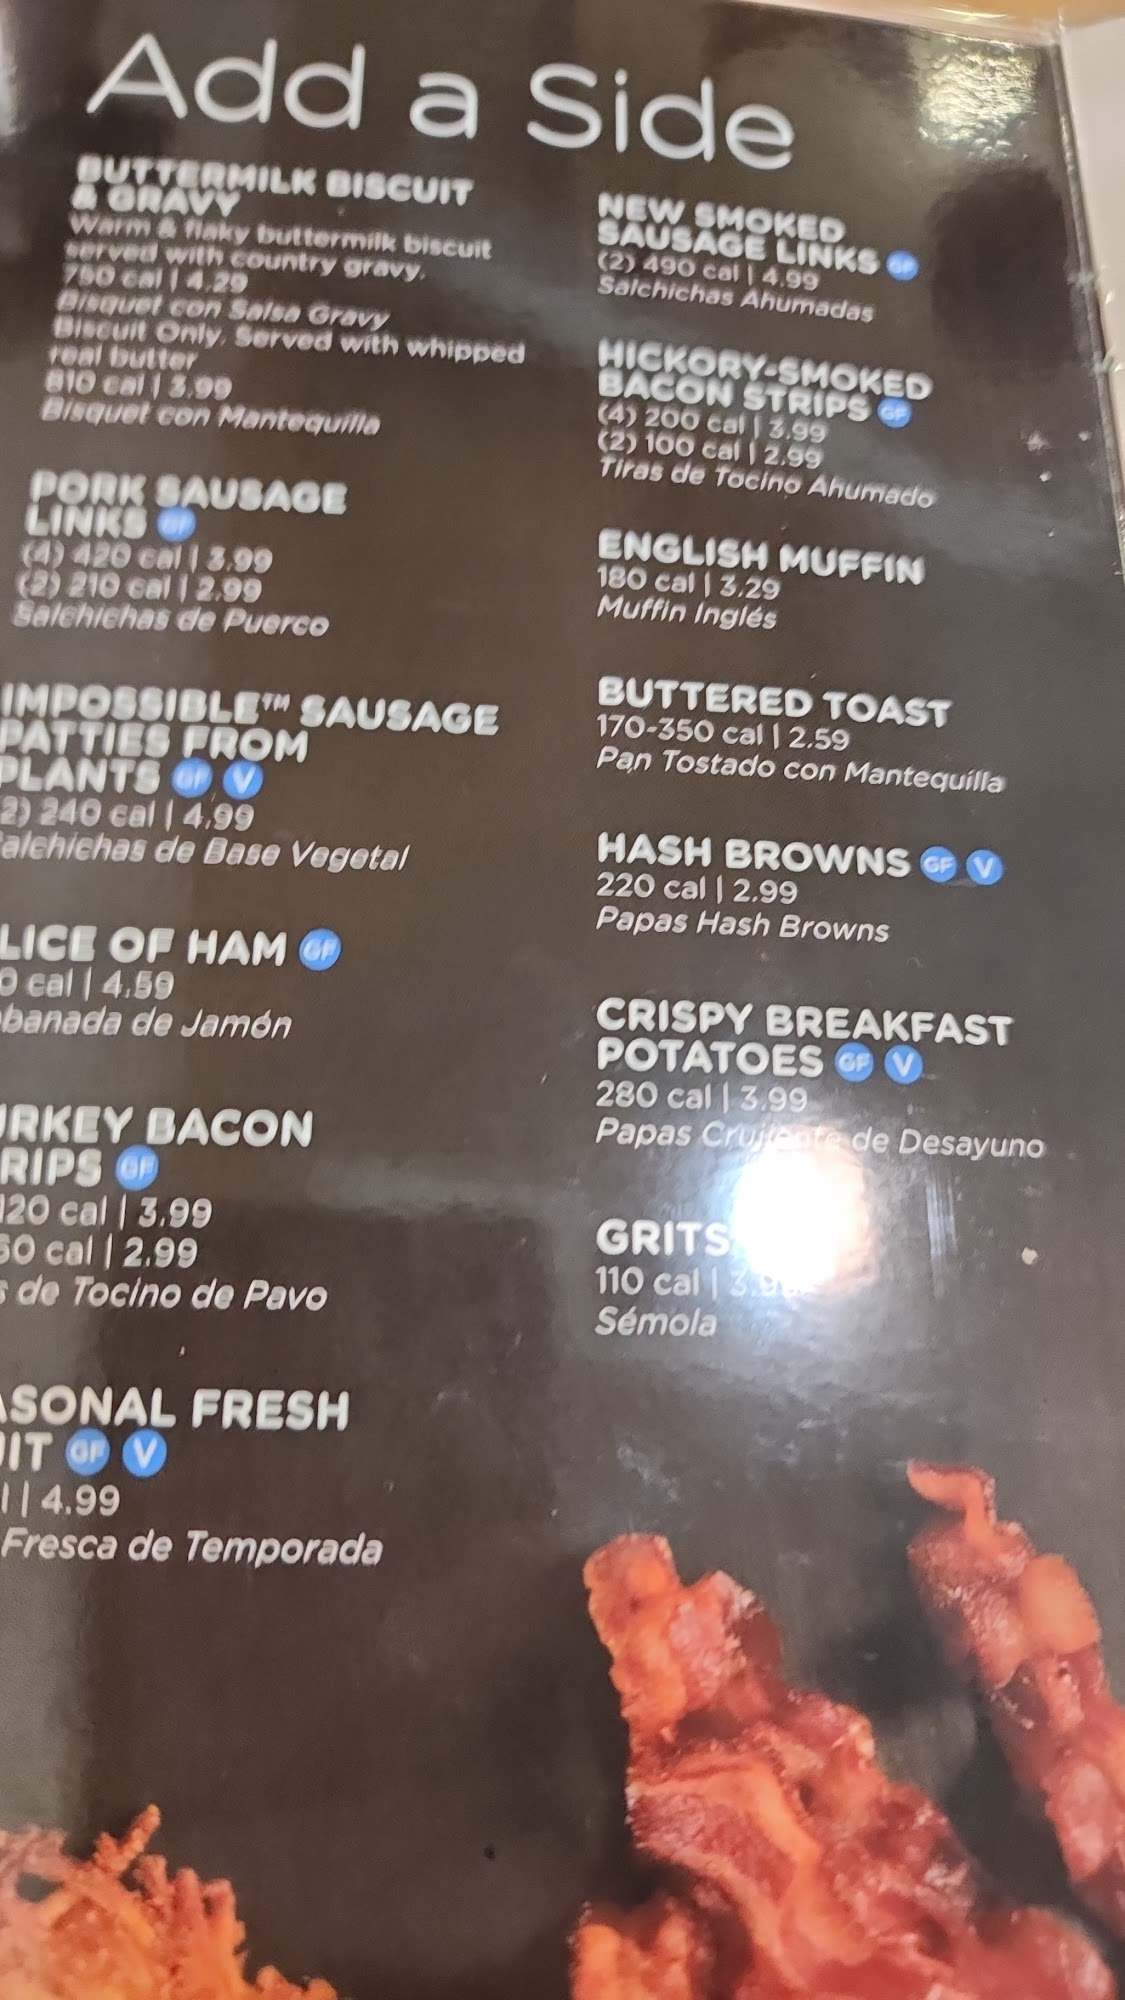 Add a Side
BUTTERMILK BISCUIT
& GRAVY
Warm & flaky buttermilk biscuit
served with country gravy.
750 cal | 4.29
Bisquet con Salsa Gravy
Biscuit Only. Served with whipped
real butter
810 cal | 3.99
Bisquet con Mantequilla
PORK SAUSAGE
LINKS GF
(4) 420 cal | 3.99
(2) 210 cal | 2.99
Salchichas de Puerco
IMPOSSIBLE™ SAUSAGE
PATTIES FROM
PLANTS GF V
2) 240 cal | 4.99
alchichas de Base Vegetal
LICE OF HAM GF
0 cal | 4.59
banada de Jamón
RKEY BACON
RIPS GF
120 cal | 3.99
60 cal | 2.99
s de Tocino de Pavo
ASONAL FRESH
UIT GF V
l | 4.99
Fresca de Temporada
NEW SMOKED
SAUSAGE LINKS GF
(2) 490 cal | 4.99
Salchichas Ahumadas
HICKORY-SMOKED
BACON STRIPS GF
(4) 200 cal | 3.99
(2) 100 cal | 2.99
Tiras de Tocino Ahumado
ENGLISH MUFFIN
180 cal | 3.29
Muffin Inglés
BUTTERED TOAST
170-350 cal | 2.59
Pan Tostado con Mantequilla
HASH BROWNS GF V
220 cal | 2.99
Papas Hash Browns
CRISPY BREAKFAST
POTATOES GF V
280 cal | 3.99
Papas Crujiente de Desayuno
GRITS
110 cal |
Sémola